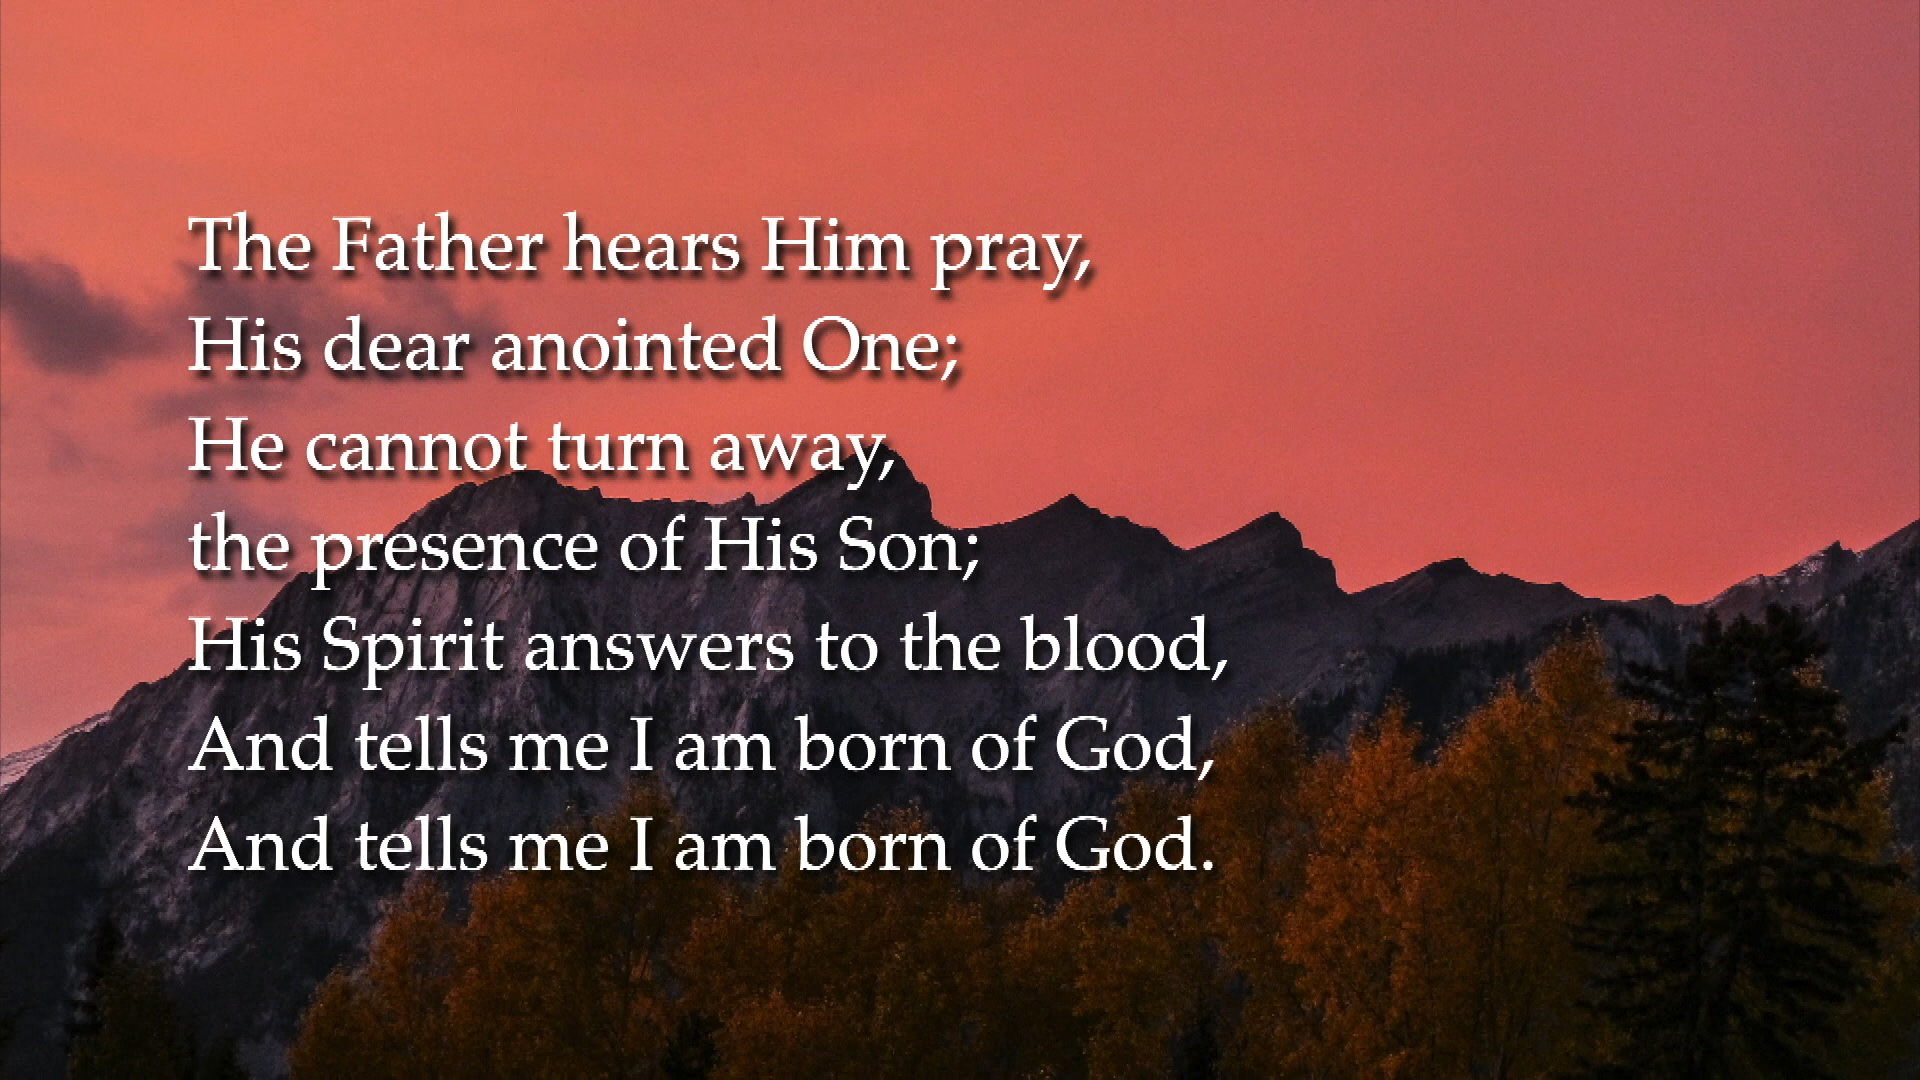 The Father hears Him pray,
His dear anointed One;
He cannot turn away,
the presence of His Son;
His Spirit answers to the blood,
And tells me I am born of God,
And tells me I am born of God.